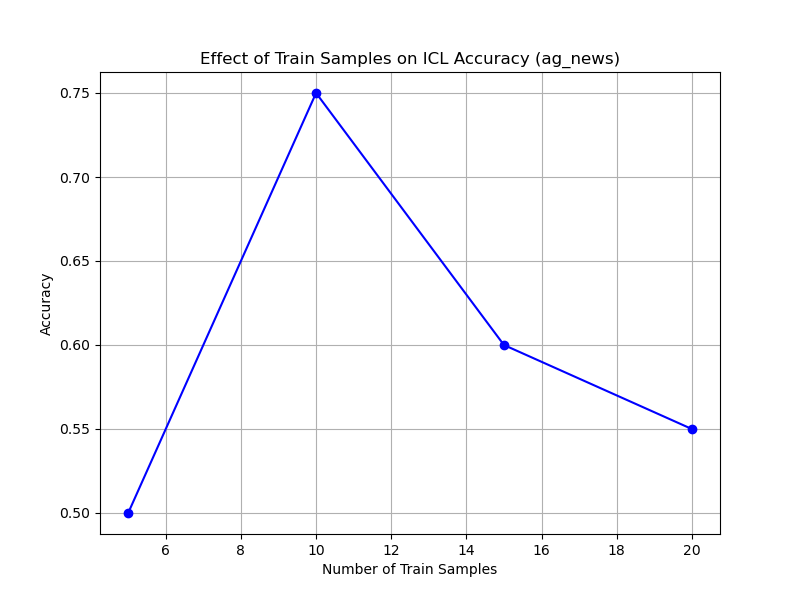 Effect of Train Samples on ICL Accuracy (ag_news)
0.75
0.70
0.65
0.60
0.55
0.50
Accuracy
6 8 10 12 14 16 18 20
Number of Train Samples